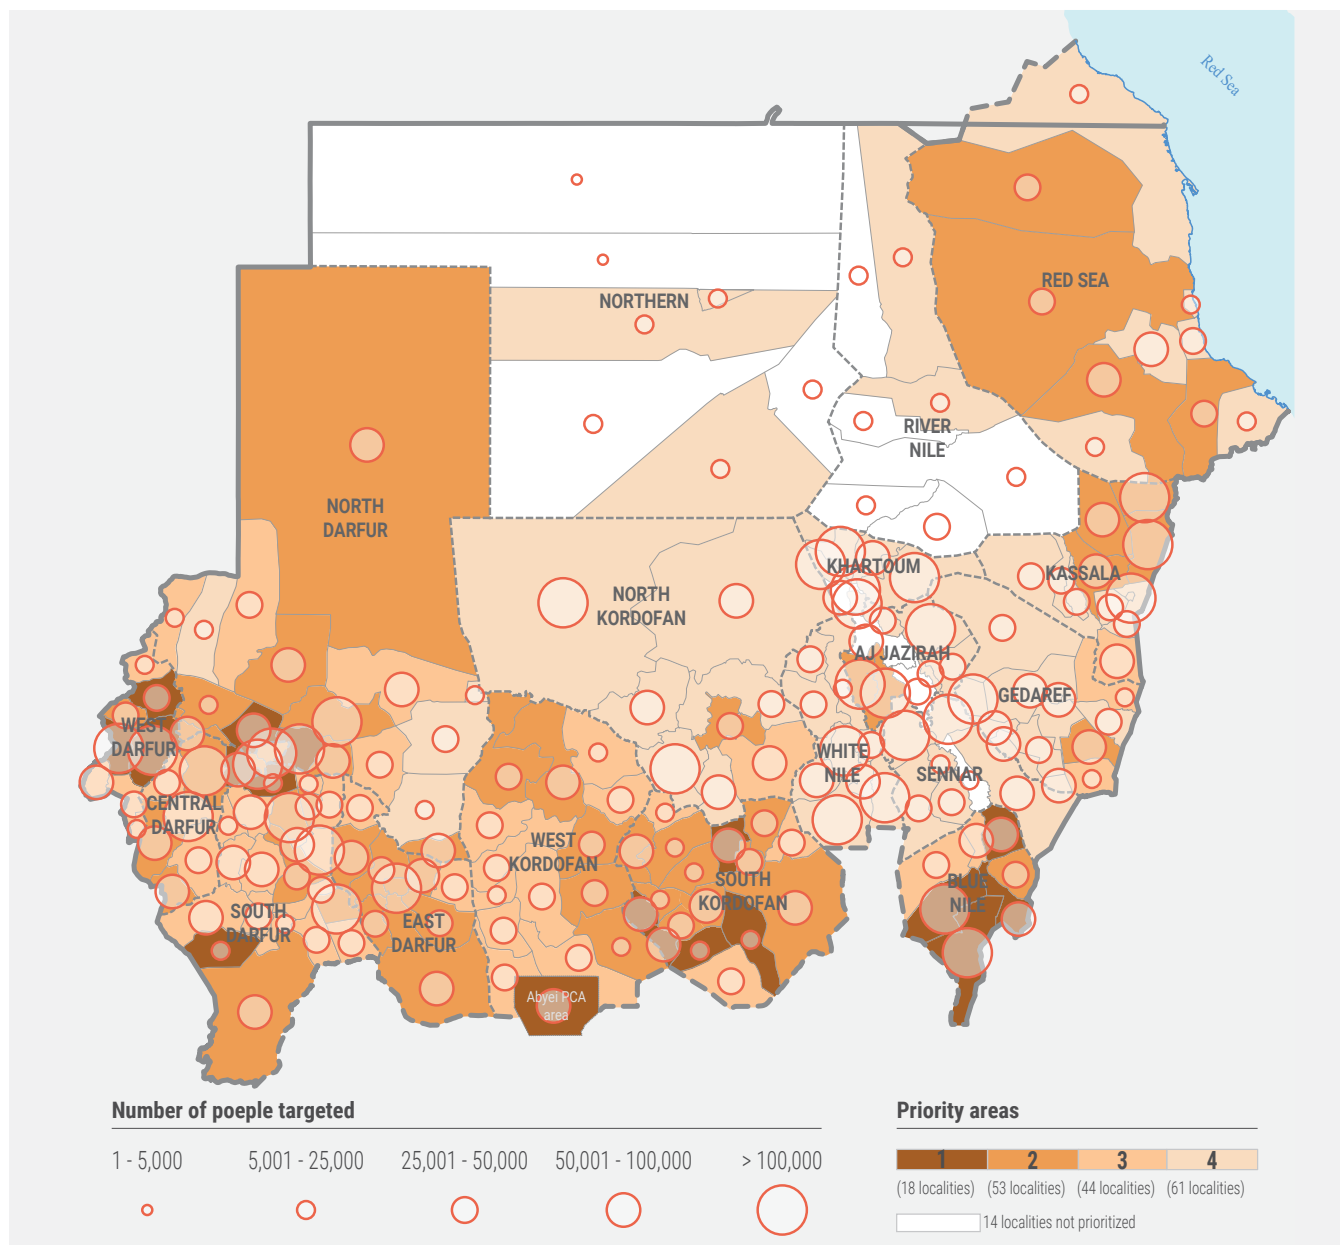 Red Sea
RED SEA
NORTHERN
RIVER
NILE
NORTH
DARFUR
KHARTOUM
KASSALA
NORTH
KORDOFAN
AJ JAZIRAH
GEDAREF
WEST
DARFUR
WHITE
NILE
SENNAR
CENTRAL
DARFUR
WEST
KORDOFAN
SOUTH
KORDOFAN
BLUE
NILE
SOUTH
DARFUR
EAST
DARFUR
Abyei PCA
area
Number of poeple targeted
1 - 5,000
5,001 - 25,000
25,001 - 50,000
50,001 - 100,000
> 100,000
Priority areas
1
2
3
4
(18 localities)
(53 localities)
(44 localities)
(61 localities)
14 localities not prioritized